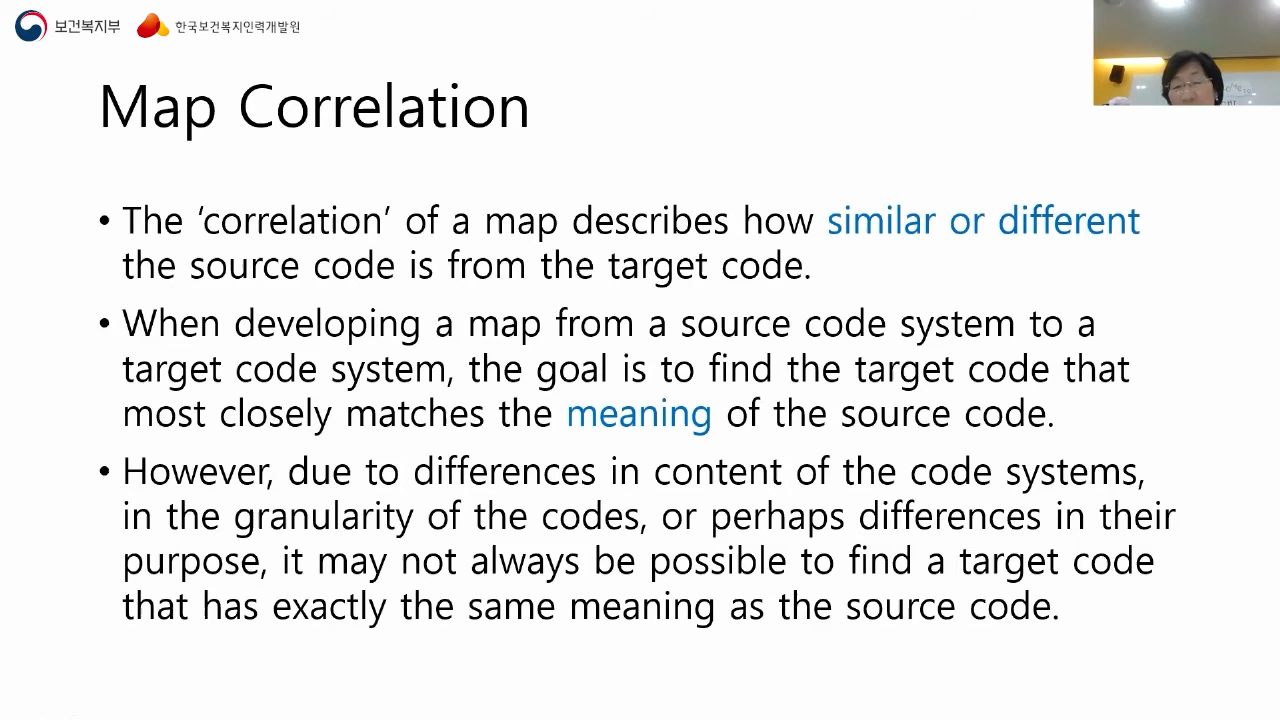 보건복지부 한국보건복지인력개발원
Map Correlation
• The ‘correlation’ of a map describes how similar or different
the source code is from the target code.
• When developing a map from a source code system to a
target code system, the goal is to find the target code that
most closely matches the meaning of the source code.
• However, due to differences in content of the code systems,
in the granularity of the codes, or perhaps differences in their
purpose, it may not always be possible to find a target code
that has exactly the same meaning as the source code.